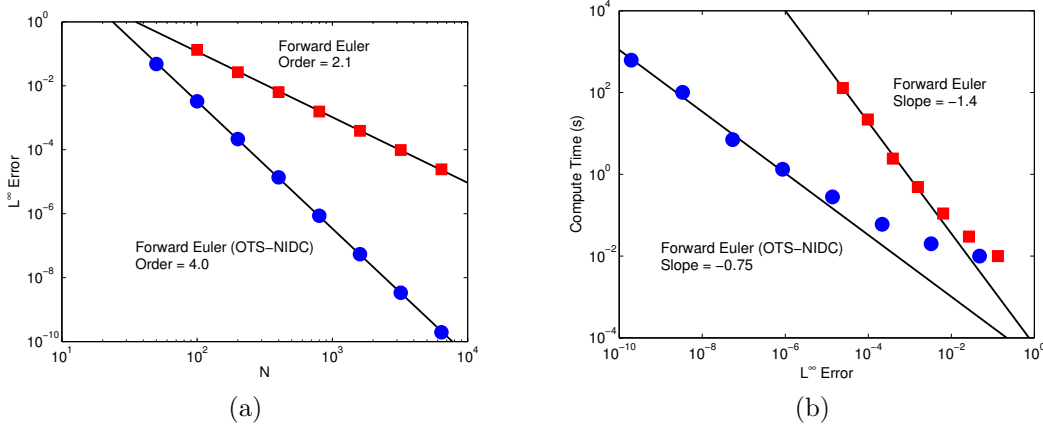 10^0
10^−2
10^−4
10^−6
10^−8
10^−10
L^∞ Error
Forward Euler
Order = 2.1
Forward Euler (OTS−NIDC)
Order = 4.0
10^1 10^2 10^3 10^4
N
(a)
10^4
10^2
10^0
10^−2
10^−4
Compute Time (s)
Forward Euler
Slope = −1.4
Forward Euler (OTS−NIDC)
Slope = −0.75
10^−10 10^−8 10^−6 10^−4 10^−2 10^0
L^∞ Error
(b)